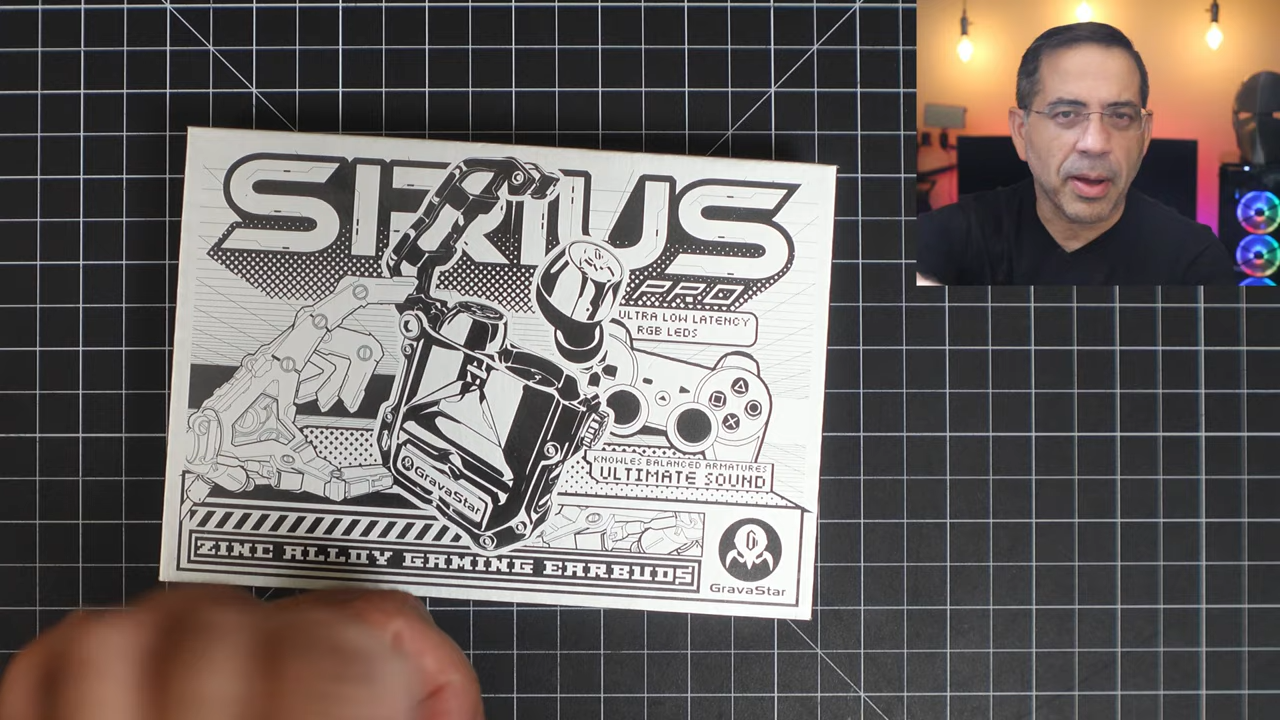 SIRIUS
PRO
ULTRA LOW LATENCY
RGB LEDS
KNOWLES BALANCED ARMATURES
ULTIMATE SOUND
GravaStar
ZINC ALLOY GAMING EARBUDS
GravaStar